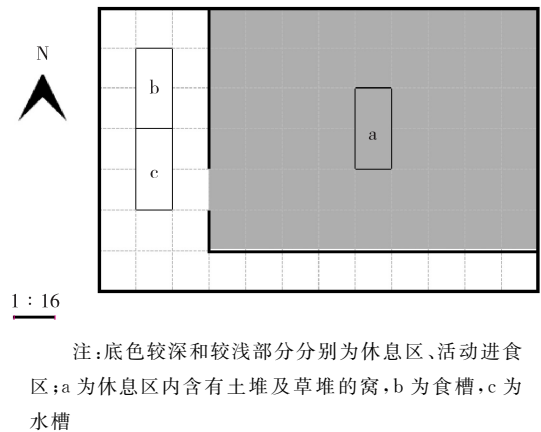 N
b
a
c
1：16
注:底色较深和较浅部分分别为休息区、活动进食
区;a 为休息区内含有土堆及草堆的窝,b 为食槽,c 为
水槽